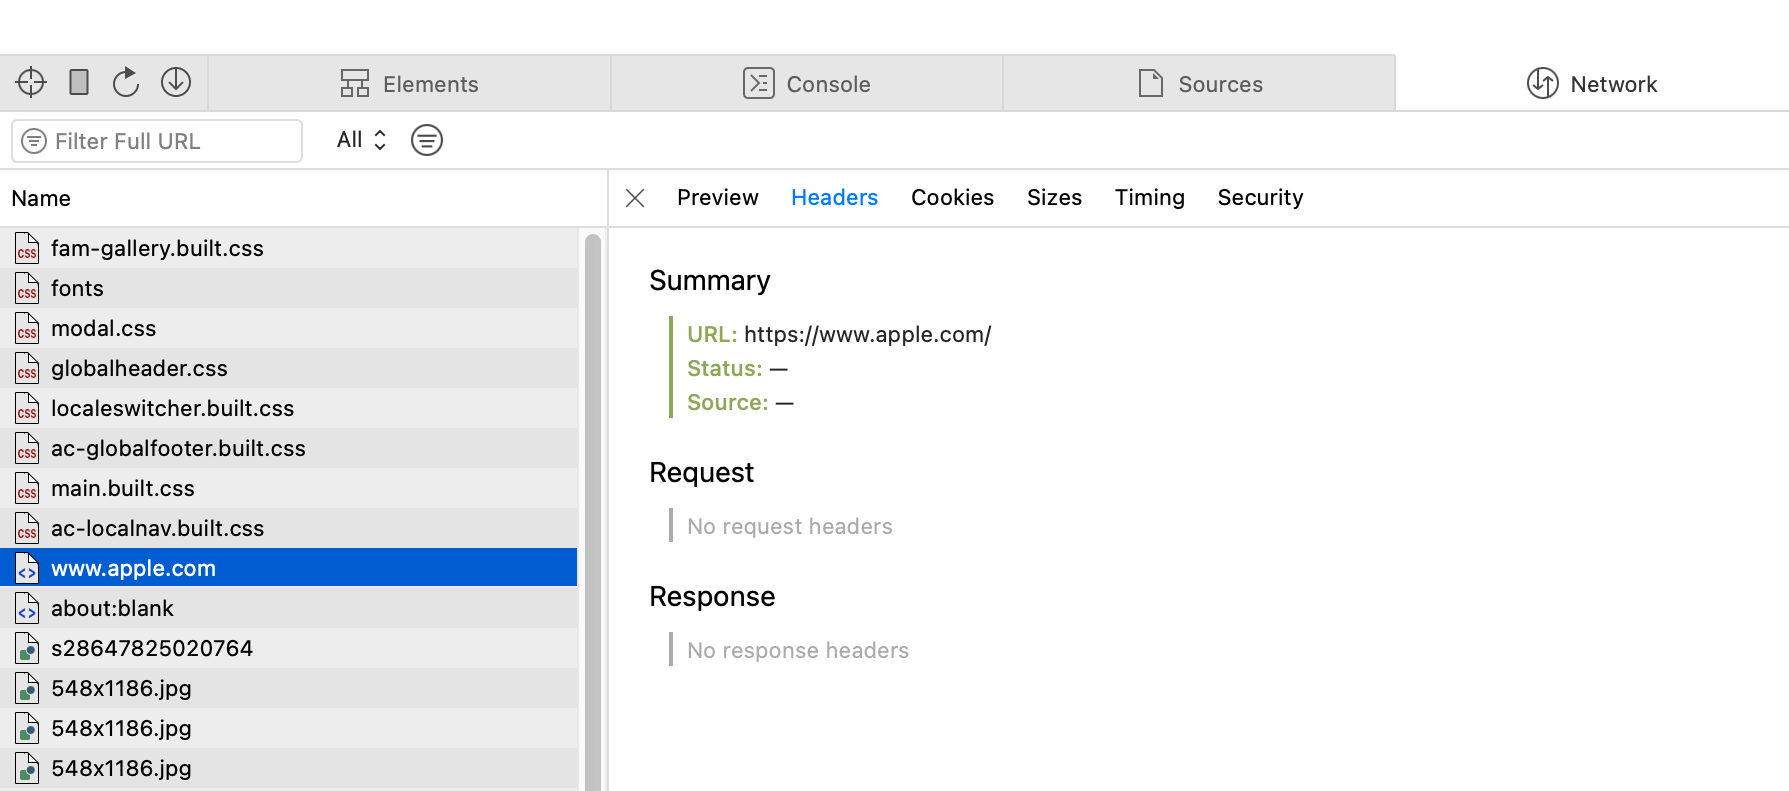 Elements
Console
Sources
Network
Filter Full URL
All
Name
Preview
Headers
Cookies
Sizes
Timing
Security
css fam-gallery.built.css
css fonts
css modal.css
css globalheader.css
css localeswitcher.built.css
css ac-globalfooter.built.css
css main.built.css
css ac-localnav.built.css
www.apple.com
about:blank
s28647825020764
548x1186.jpg
548x1186.jpg
548x1186.jpg
Summary
URL: https://www.apple.com/
Status: —
Source: —
Request
No request headers
Response
No response headers